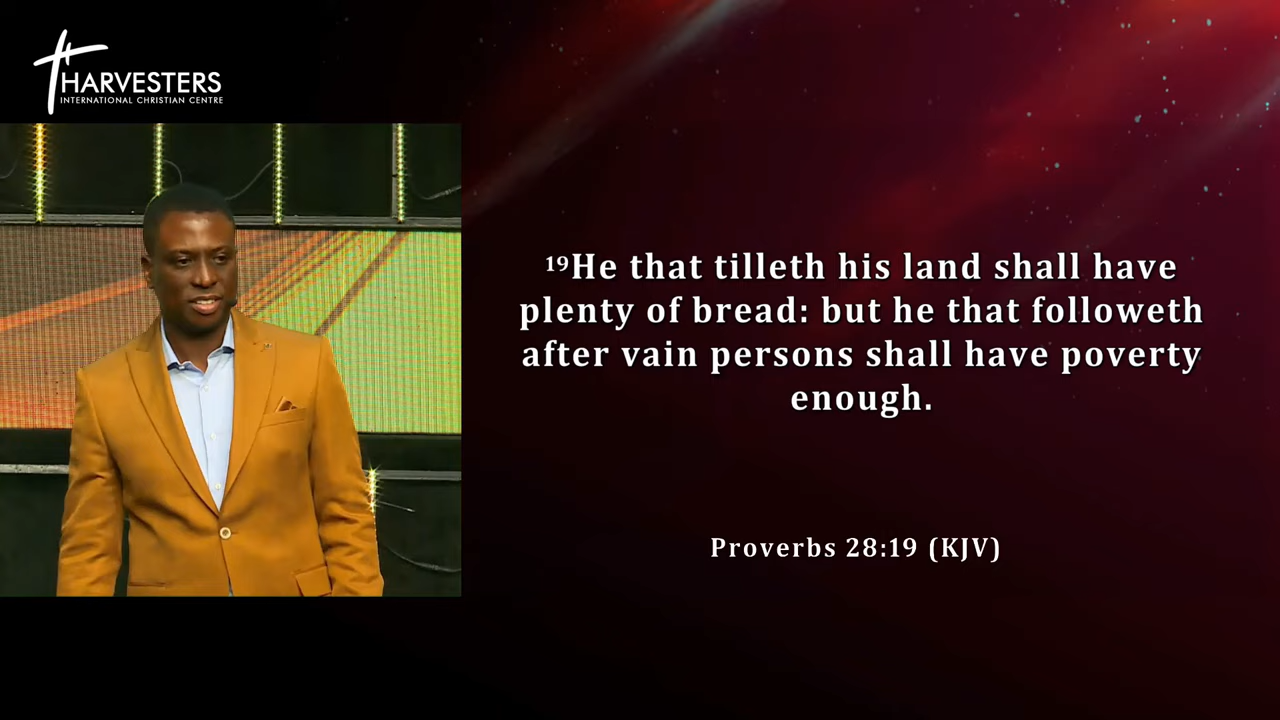 HARVESTERS
INTERNATIONAL CHRISTIAN CENTRE
¹⁹He that tilleth his land shall have
plenty of bread: but he that followeth
after vain persons shall have poverty
enough.
Proverbs 28:19 (KJV)